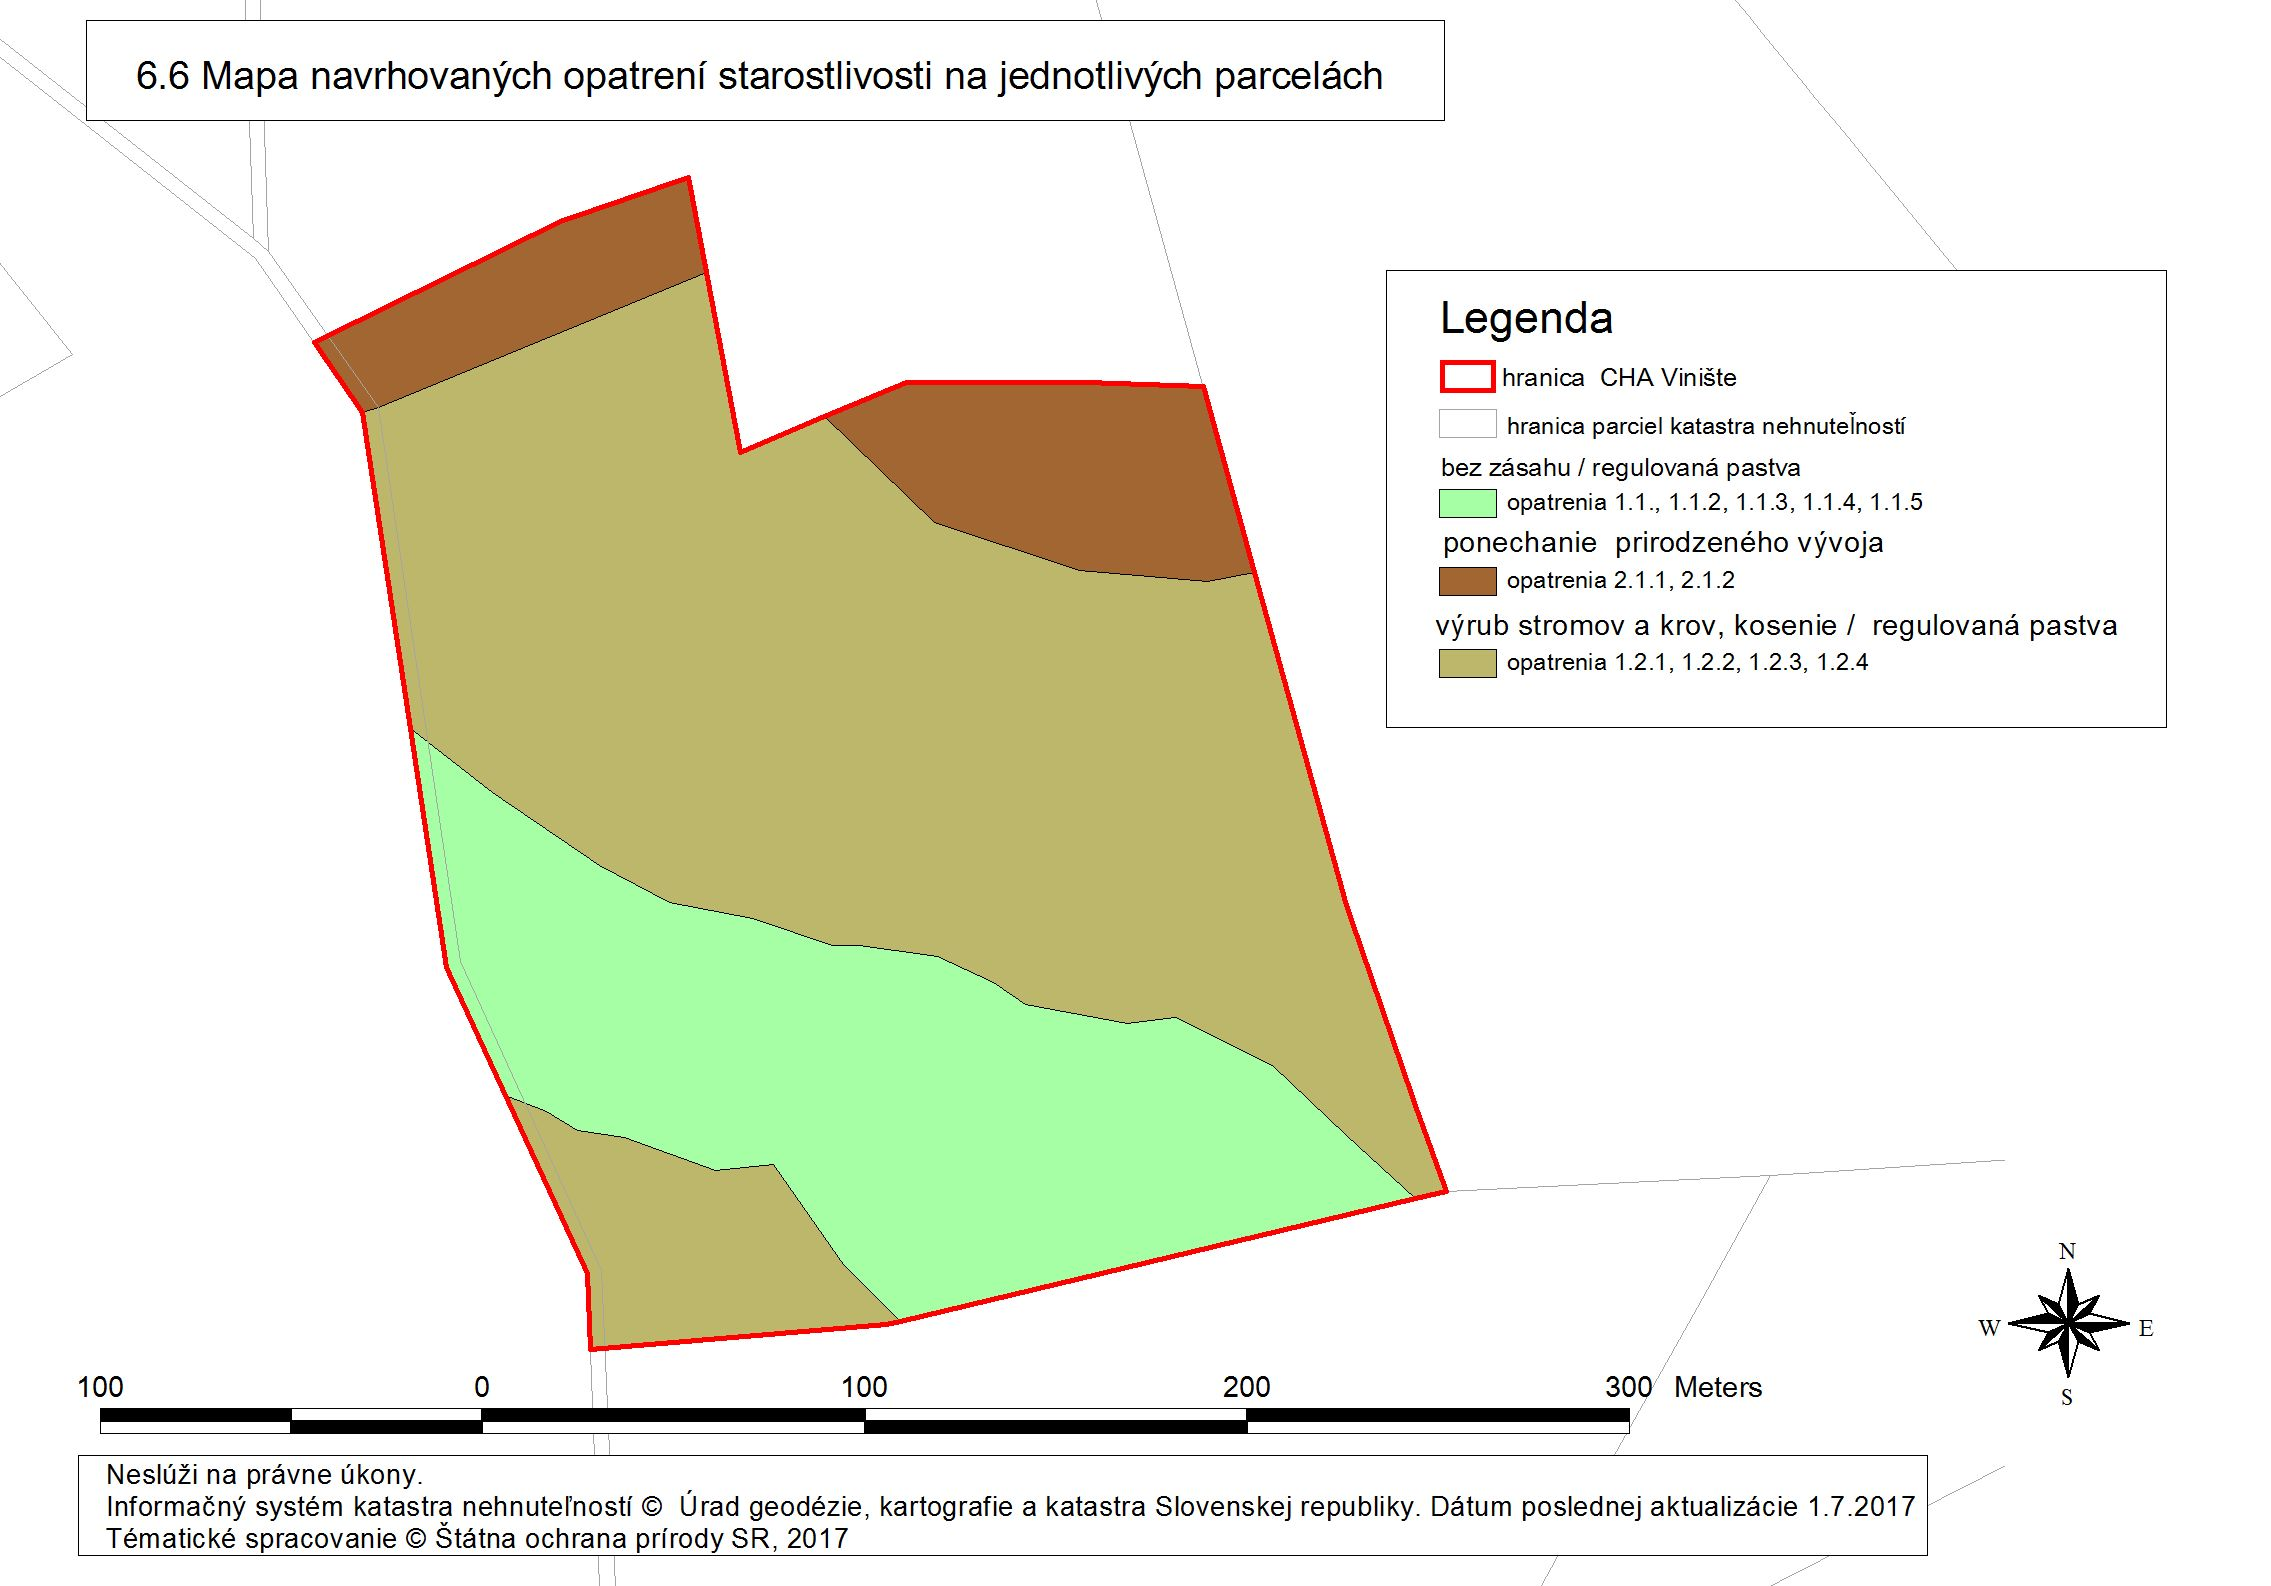 6.6 Mapa navrhovaných opatrení starostlivosti na jednotlivých parcelách
Legenda
hranica CHA Vinište
hranica parciel katastra nehnuteľností
bez zásahu / regulovaná pastva
opatrenia 1.1., 1.1.2, 1.1.3, 1.1.4, 1.1.5
ponechanie prirodzeného vývoja
opatrenia 2.1.1, 2.1.2
výrub stromov a krov, kosenie / regulovaná pastva
opatrenia 1.2.1, 1.2.2, 1.2.3, 1.2.4
N
W E
S
100 0 100 200 300 Meters
Neslúži na právne úkony.
Informačný systém katastra nehnuteľností © Úrad geodézie, kartografie a katastra Slovenskej republiky. Dátum poslednej aktualizácie 1.7.2017
Tématické spracovanie © Štátna ochrana prírody SR, 2017